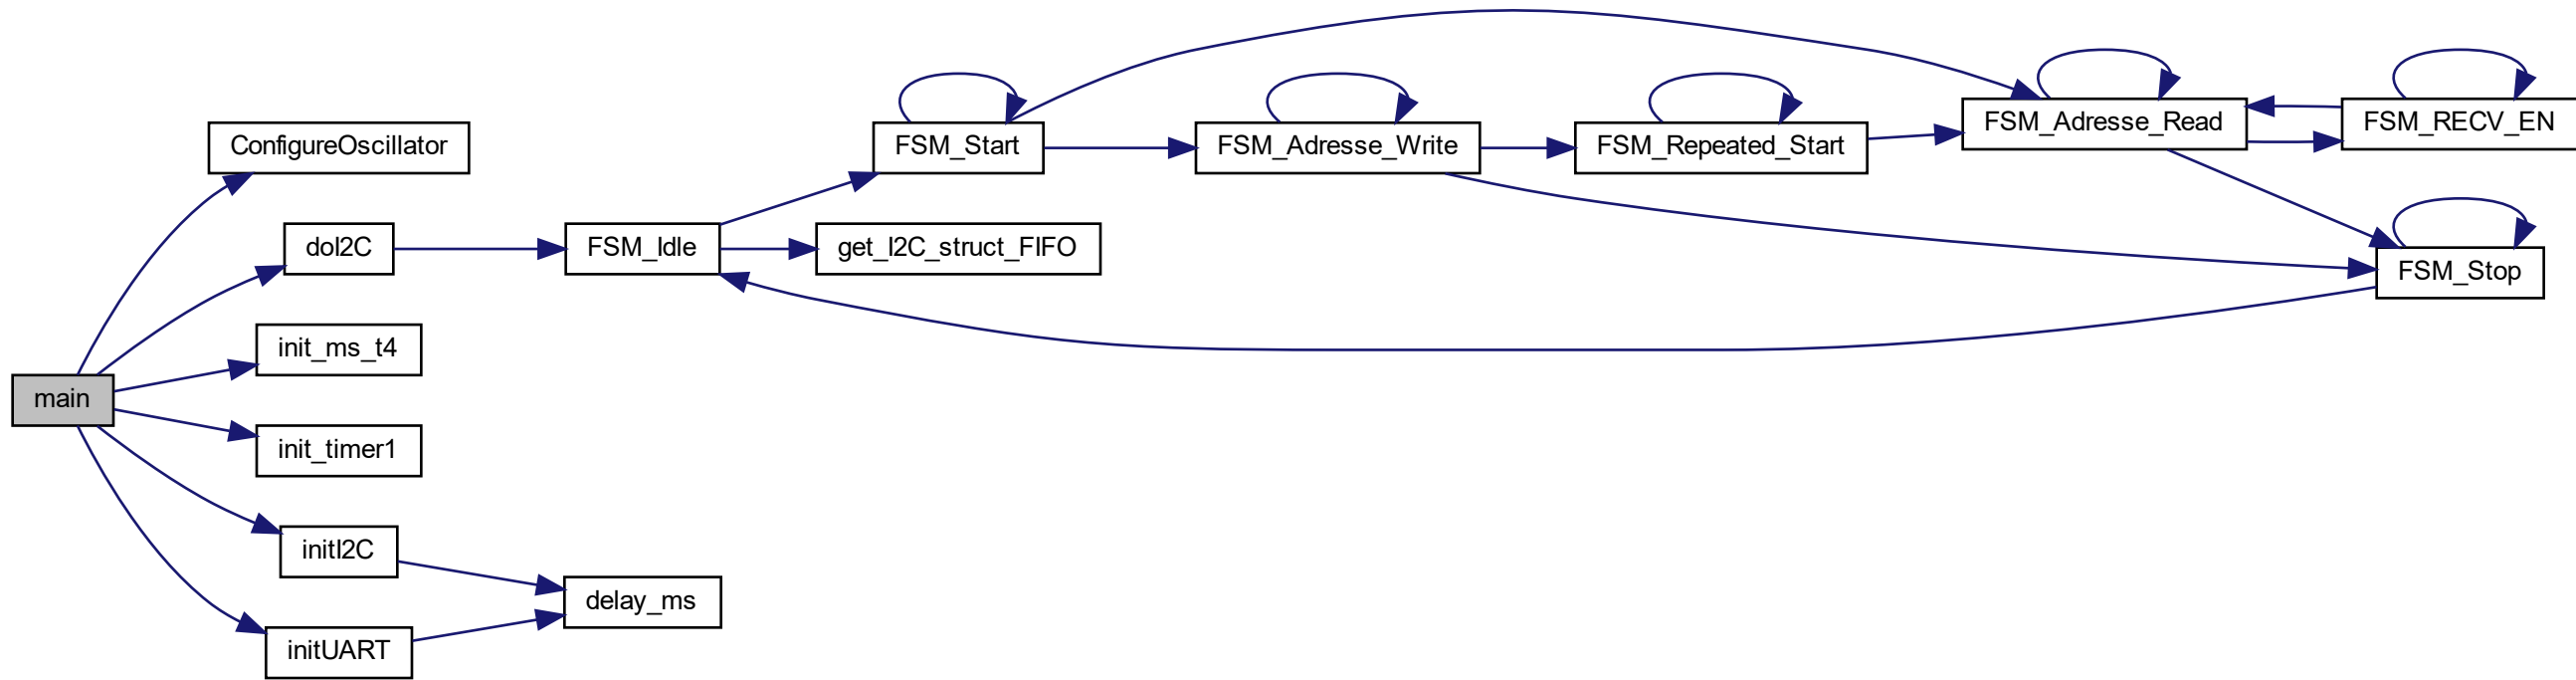 main
ConfigureOscillator
doI2C
init_ms_t4
init_timer1
initI2C
initUART
FSM_Idle
delay_ms
FSM_Start
get_I2C_struct_FIFO
FSM_Adresse_Write
FSM_Repeated_Start
FSM_Adresse_Read
FSM_RECV_EN
FSM_Stop